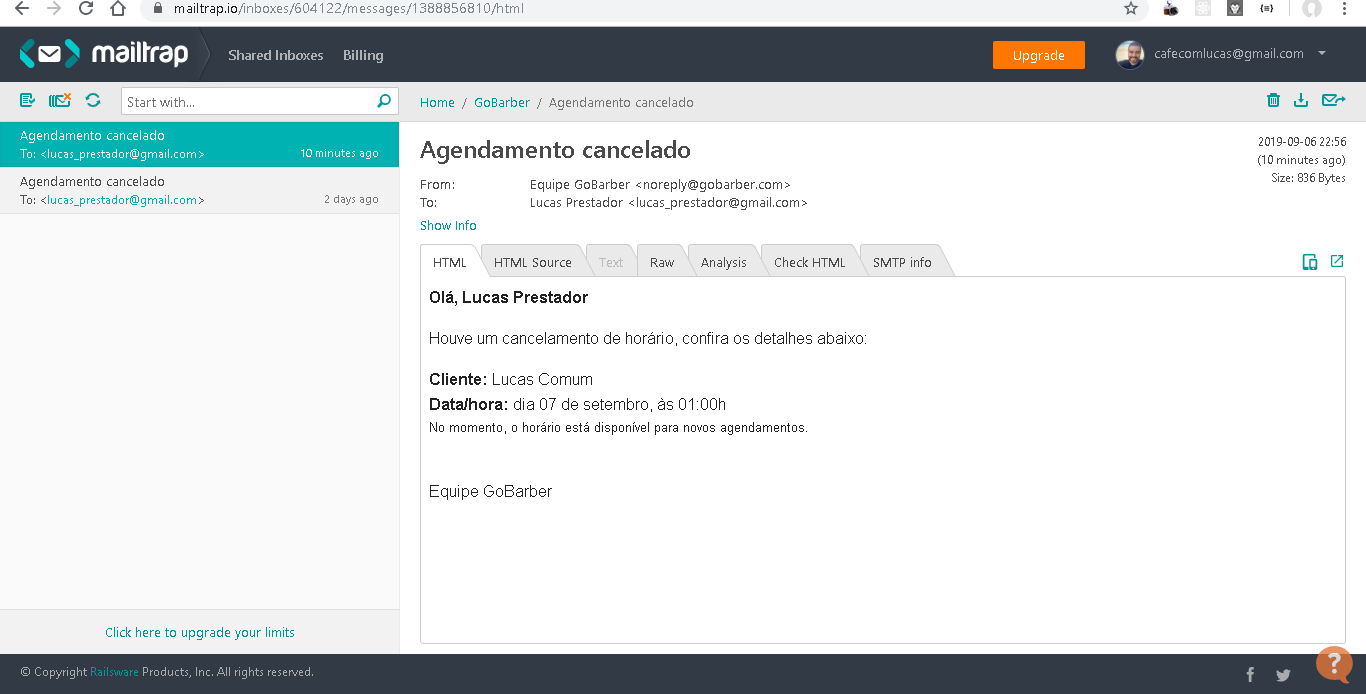 mailtrap.io/inboxes/604122/messages/1388856810/html
mailtrap
Shared Inboxes
Billing
Upgrade
cafecomlucas@gmail.com
Start with...
Home / GoBarber / Agendamento cancelado
Agendamento cancelado
To: <lucas_prestador@gmail.com>
10 minutes ago
Agendamento cancelado
To: <lucas_prestador@gmail.com>
2 days ago
Click here to upgrade your limits
Agendamento cancelado
2019-09-06 22:56
(10 minutes ago)
Size: 836 Bytes
From: Equipe GoBarber <noreply@gobarber.com>
To: Lucas Prestador <lucas_prestador@gmail.com>
Show Info
HTML
HTML Source
Text
Raw
Analysis
Check HTML
SMTP info
Olá, Lucas Prestador
Houve um cancelamento de horário, confira os detalhes abaixo:
Cliente: Lucas Comum
Data/hora: dia 07 de setembro, às 01:00h
No momento, o horário está disponível para novos agendamentos.
Equipe GoBarber
© Copyright Railsware Products, Inc. All rights reserved.
?